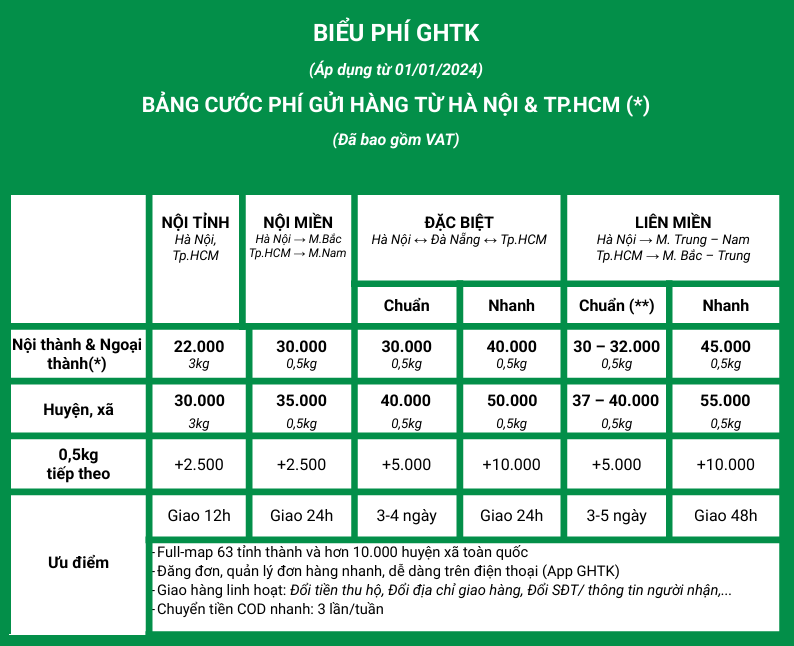 BIỂU PHÍ GHTK
(Áp dụng từ 01/01/2024)
BẢNG CƯỚC PHÍ GỬI HÀNG TỪ HÀ NỘI & TP.HCM (*)
(Đã bao gồm VAT)
NỘI TỈNH
Hà Nội,
Tp.HCM
NỘI MIỀN
Hà Nội → M.Bắc
Tp.HCM → M.Nam
ĐẶC BIỆT
Hà Nội ↔ Đà Nẵng ↔ Tp.HCM
LIÊN MIỀN
Hà Nội → M. Trung – Nam
Tp.HCM → M. Bắc – Trung
Chuẩn
Nhanh
Chuẩn (**)
Nhanh
Nội thành & Ngoại
thành(*)
22.000
3kg
30.000
0,5kg
30.000
0,5kg
40.000
0,5kg
30 – 32.000
0,5kg
45.000
0,5kg
Huyện, xã
30.000
3kg
35.000
0,5kg
40.000
0,5kg
50.000
0,5kg
37 – 40.000
0,5kg
55.000
0,5kg
0,5kg
tiếp theo
+2.500
+2.500
+5.000
+10.000
+5.000
+10.000
Ưu điểm
Giao 12h
Giao 24h
3-4 ngày
Giao 24h
3-5 ngày
Giao 48h
-Full-map 63 tỉnh thành và hơn 10.000 huyện xã toàn quốc
-Đăng đơn, quản lý đơn hàng nhanh, dễ dàng trên điện thoại (App GHTK)
-Giao hàng linh hoạt: Đổi tiền thu hộ, Đổi địa chỉ giao hàng, Đổi SĐT/ thông tin người nhận,...
-Chuyển tiền COD nhanh: 3 lần/tuần